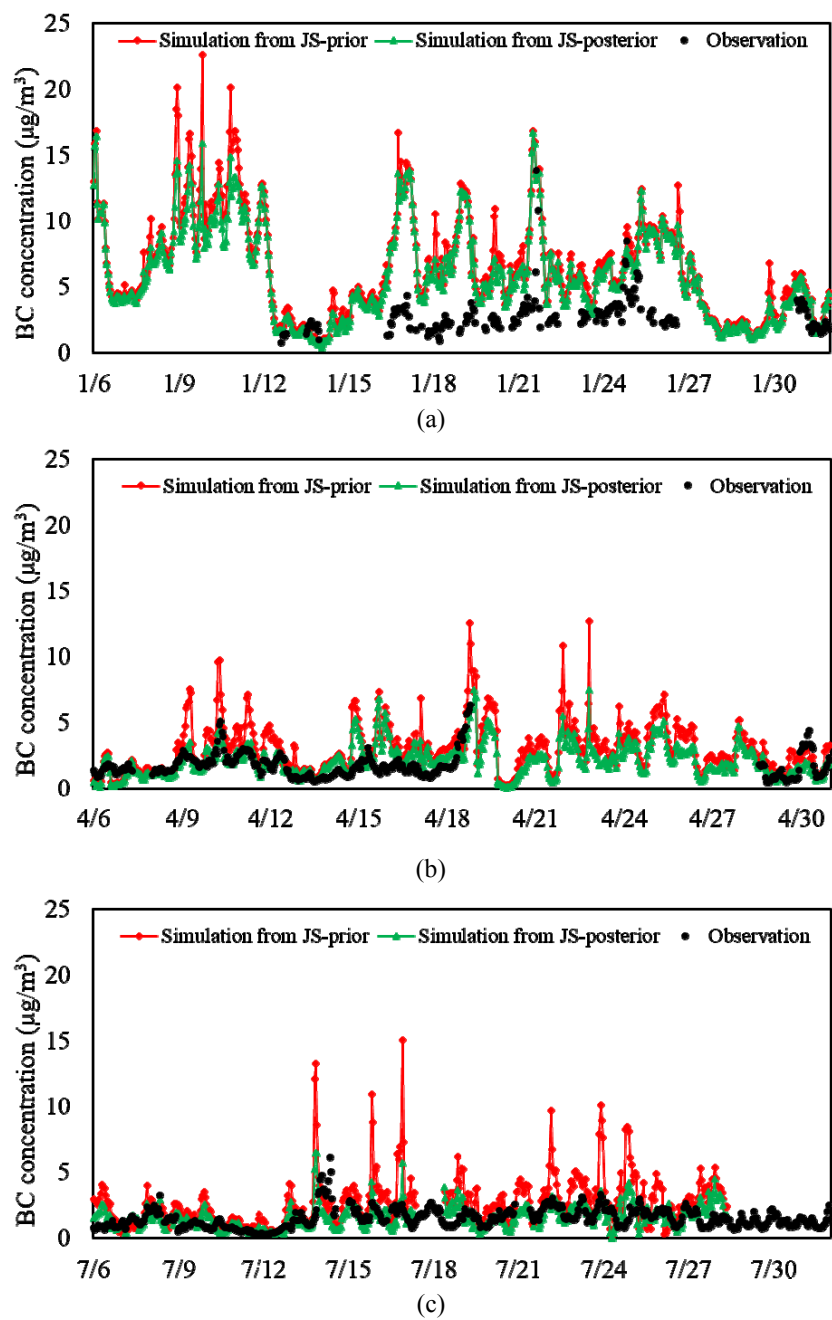 25
Simulation from JS-prior Simulation from JS-posterior Observation
20
15
10
5
0
BC concentration (µg/m³)
1/6 1/9 1/12 1/15 1/18 1/21 1/24 1/27 1/30
(a)
25
Simulation from JS-prior Simulation from JS-posterior Observation
20
15
10
5
0
BC concentration (µg/m³)
4/6 4/9 4/12 4/15 4/18 4/21 4/24 4/27 4/30
(b)
25
Simulation from JS-prior Simulation from JS-posterior Observation
20
15
10
5
0
BC concentration (µg/m³)
7/6 7/9 7/12 7/15 7/18 7/21 7/24 7/27 7/30
(c)